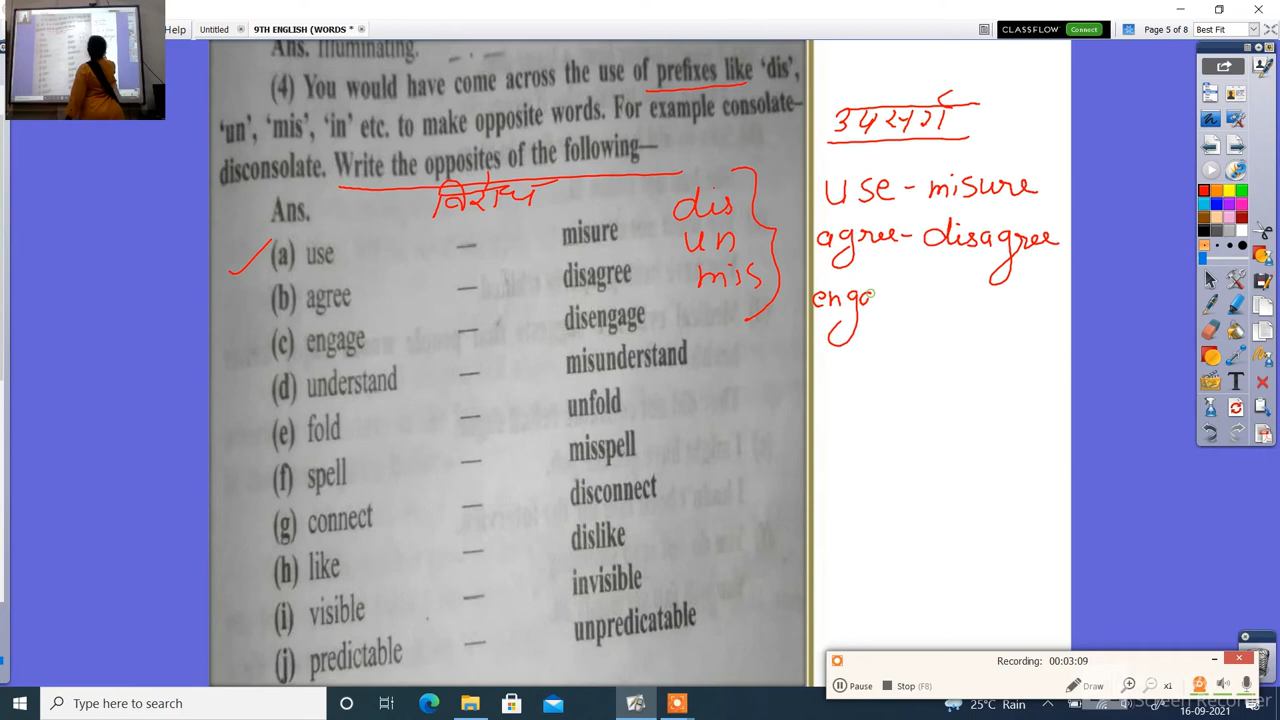 Help Untitled 9TH ENGLISH (WORDS * CLASSFLOW Connect Page 5 of 8 Best Fit
Ans. Illuminating.
(4) You would have come across the use of prefixes like 'dis',
'un', 'mis', 'in' etc. to make opposite words. For example consolate–
disconsolate. Write the opposites of the following—
विरोध
Ans.
(a) use — misure
(b) agree — disagree
(c) engage — disengage
(d) understand — misunderstand
(e) fold — unfold
(f) spell — misspell
(g) connect — disconnect
(h) like — dislike
(i) visible — invisible
(j) predictable — unpredicatable
dis
un
mis
उपसर्ग
use - misure
agree - disagree
enga
Recording: 00:03:09
Pause Stop (F8) Draw x1
Screen Recorder
Type here to search
25°C Rain
16-09-2021